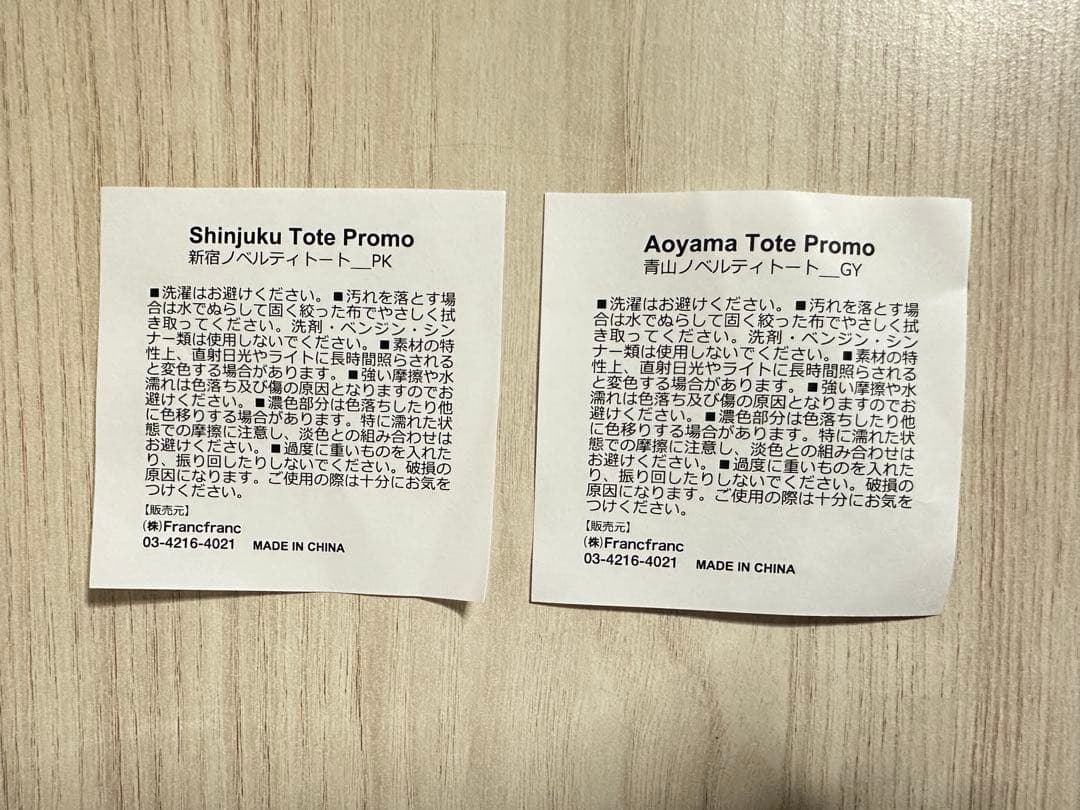 Shinjuku Tote Promo
新宿ノベルティトート__PK
■洗濯はお避けください。■汚れを落とす場
合は水でぬらして固く絞った布でやさしく拭
き取ってください。洗剤・ベンジン・シン
ナー類は使用しないでください。■素材の特
性上、直射日光やライトに長時間照らされる
と変色する場合があります。■強い摩擦や水
濡れは色落ち及び傷の原因となりますのでお
避けください。■濃色部分は色落ちしたり他
に色移りする場合があります。特に濡れた状
態での摩擦に注意し、淡色との組み合わせは
お避けください。■過度に重いものを入れた
り、振り回したりしないでください。破損の
原因になります。ご使用の際は十分にお気を
つけください。
【販売元】
(株)Francfranc
03-4216-4021 MADE IN CHINA
Aoyama Tote Promo
青山ノベルティトート__GY
■洗濯はお避けください。■汚れを落とす場
合は水でぬらして固く絞った布でやさしく拭
き取ってください。洗剤・ベンジン・シン
ナー類は使用しないでください。■素材の特
性上、直射日光やライトに長時間照らされる
と変色する場合があります。■強い摩擦や水
濡れは色落ち及び傷の原因となりますのでお
避けください。■濃色部分は色落ちしたり他
に色移りする場合があります。特に濡れた状
態での摩擦に注意し、淡色との組み合わせは
お避けください。■過度に重いものを入れた
り、振り回したりしないでください。破損の
原因になります。ご使用の際は十分にお気を
つけください。
【販売元】
(株)Francfranc
03-4216-4021 MADE IN CHINA